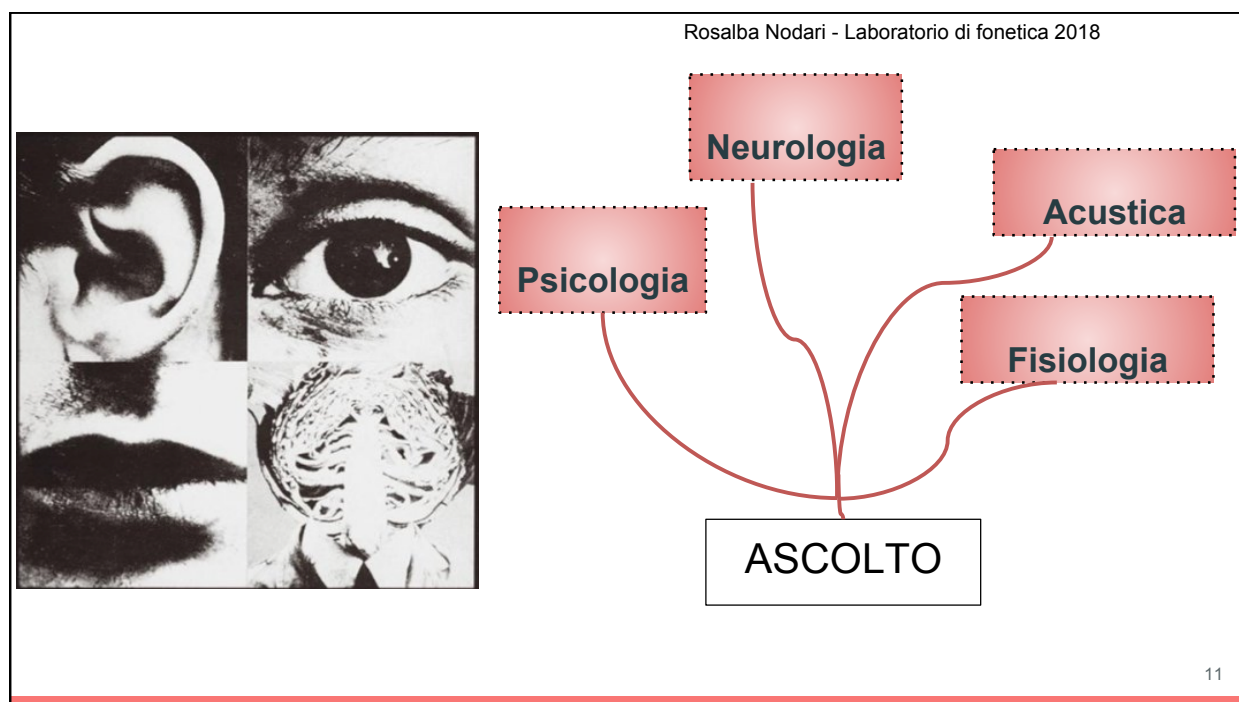 Rosalba Nodari - Laboratorio di fonetica 2018
Neurologia
Acustica
Psicologia
Fisiologia
ASCOLTO
11